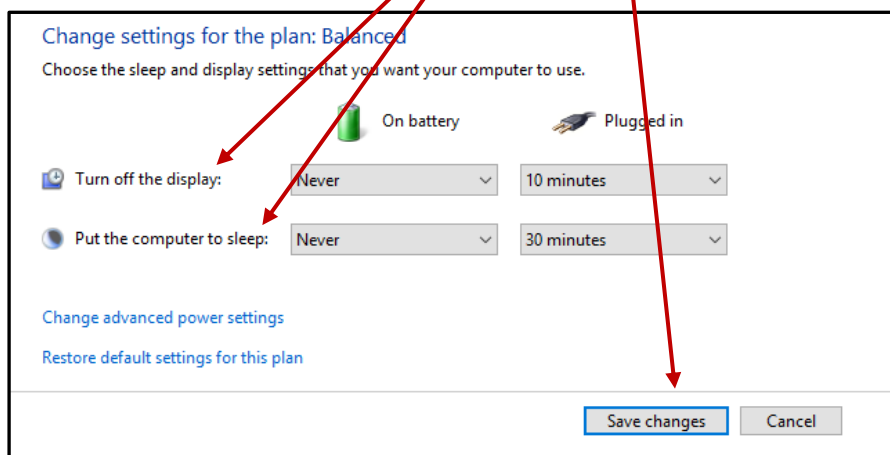 Change settings for the plan: Balanced
Choose the sleep and display settings that you want your computer to use.
On battery Plugged in
Turn off the display: Never 10 minutes
Put the computer to sleep: Never 30 minutes
Change advanced power settings
Restore default settings for this plan
Save changes Cancel